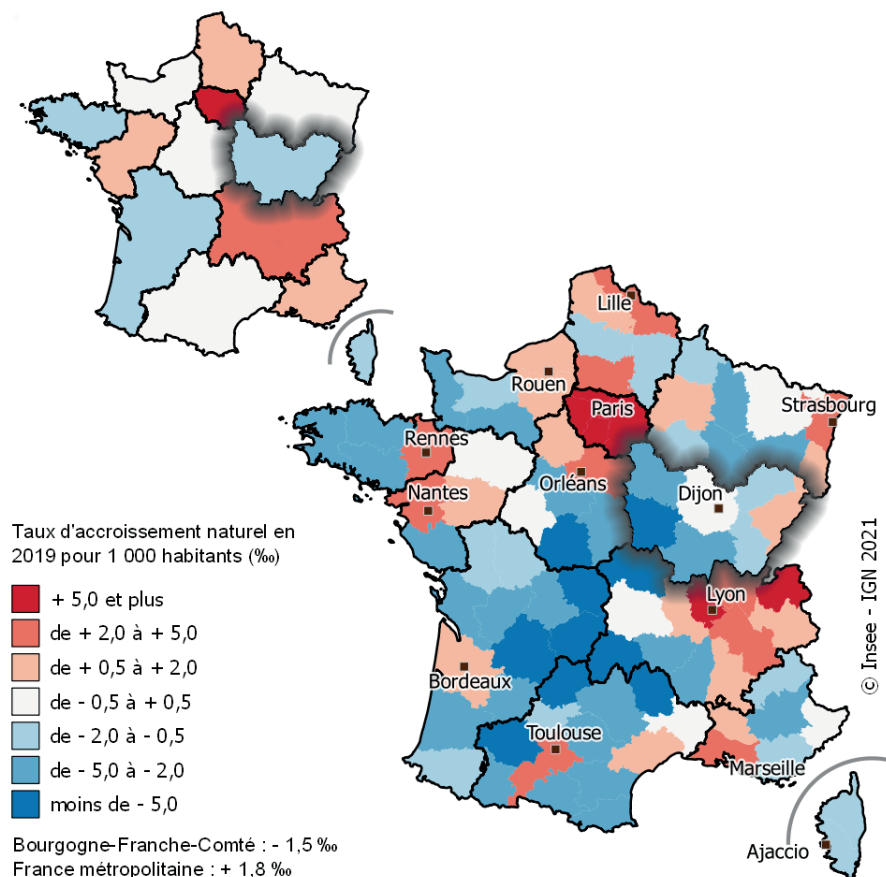 Lille
Rouen
Paris
Strasbourg
Rennes
Orléans
Nantes
Dijon
Taux d'accroissement naturel en
2019 pour 1 000 habitants (‰)
+ 5,0 et plus
de + 2,0 à + 5,0
de + 0,5 à + 2,0
de - 0,5 à + 0,5
de - 2,0 à - 0,5
de - 5,0 à - 2,0
moins de - 5,0
Lyon
Bordeaux
Toulouse
Marseille
Ajaccio
© Insee - IGN 2021
Bourgogne-Franche-Comté : - 1,5 ‰
France métropolitaine : + 1,8 ‰